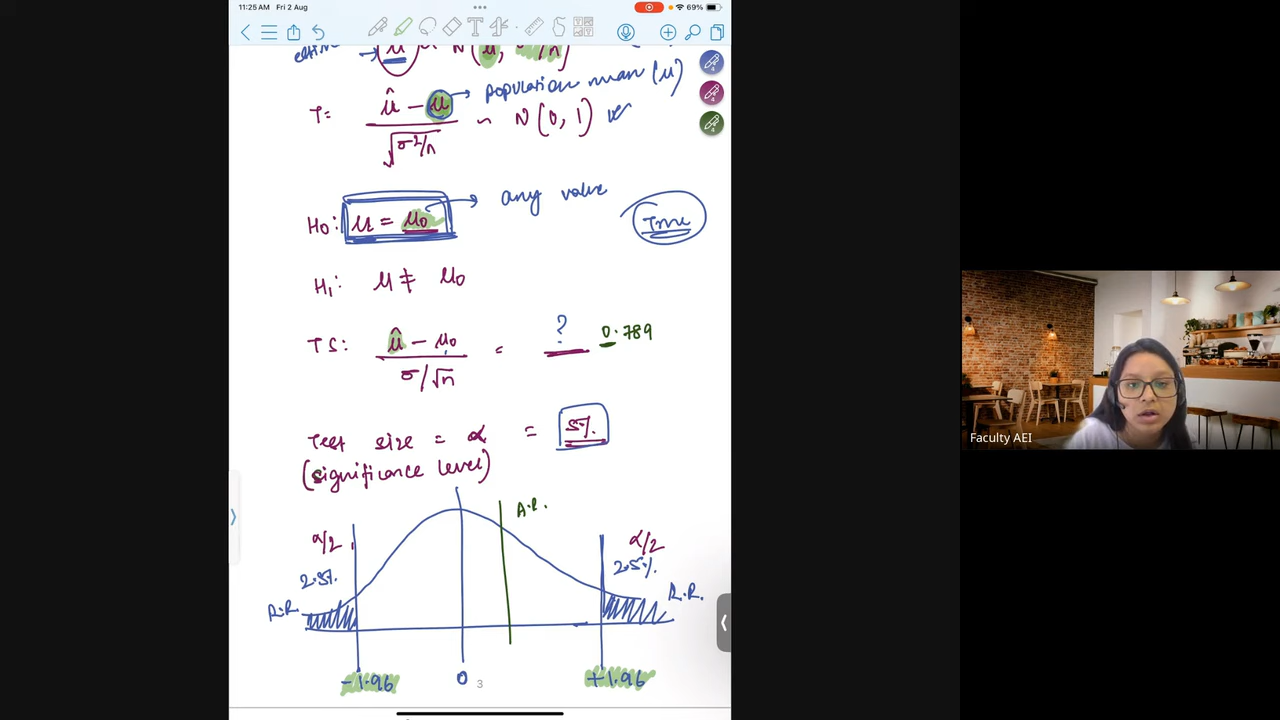 11:25 AM Fri 2 Aug
69%
μ̂ ~ N(μ, σ²/n)
T= μ̂ − μ / √σ²/n ~ N(0, 1)
→ population mean (μ)
H₀: μ = μ₀ → any value
True
H₁: μ ≠ μ₀
TS: μ̂ − μ₀ / σ/√n = ? 0.789
Test size = α = 5%.
(significance level)
A.R.
α/2 α/2
2.5% 2.5%
R.R. R.R.
-1.96 0 +1.96
3
Faculty AEI